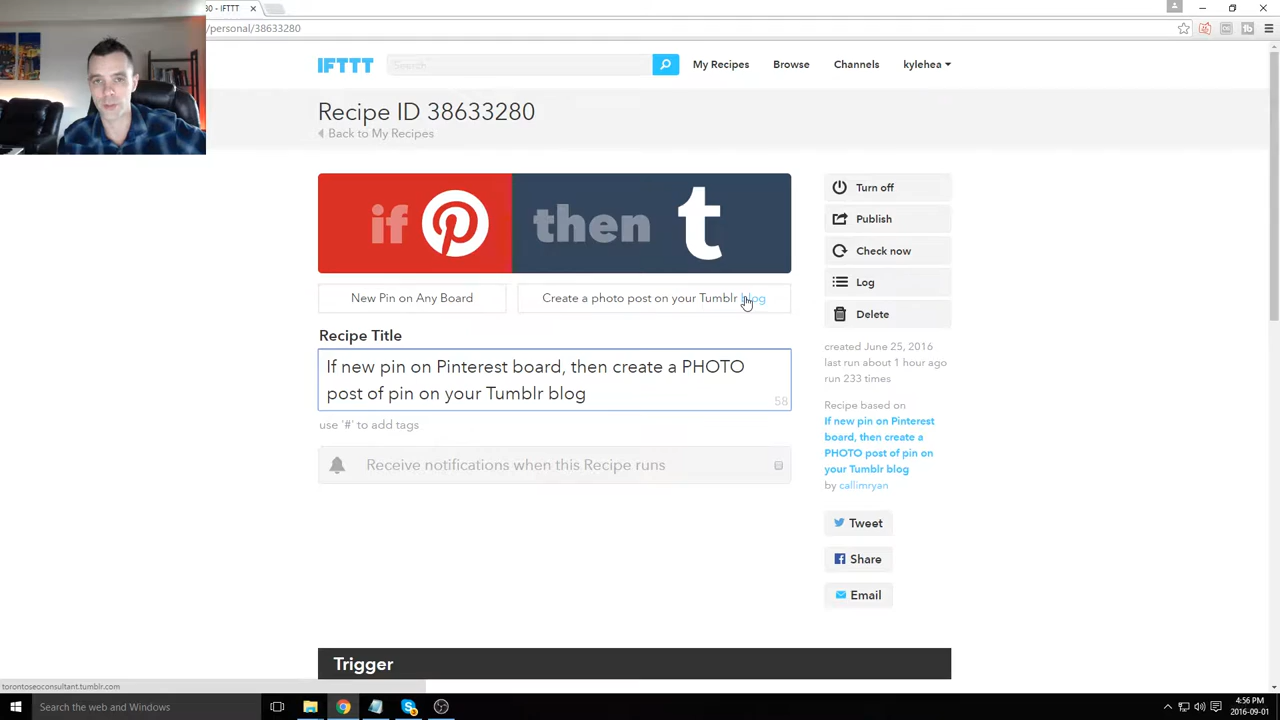 30 - IFTTT
/personal/38633280
IFTTT
Search
My Recipes
Browse
Channels
kylehea
Recipe ID 38633280
Back to My Recipes
if
then
t
Turn off
Publish
Check now
Log
Delete
New Pin on Any Board
Create a photo post on your Tumblr blog
Recipe Title
If new pin on Pinterest board, then create a PHOTO
post of pin on your Tumblr blog
58
use '#' to add tags
Receive notifications when this Recipe runs
created June 25, 2016
last run about 1 hour ago
run 233 times
Recipe based on
If new pin on Pinterest
board, then create a
PHOTO post of pin on
your Tumblr blog
by callimryan
Tweet
Share
Email
Trigger
torontoseoconsultant.tumblr.com
Search the web and Windows
4:56 PM
2016-09-01